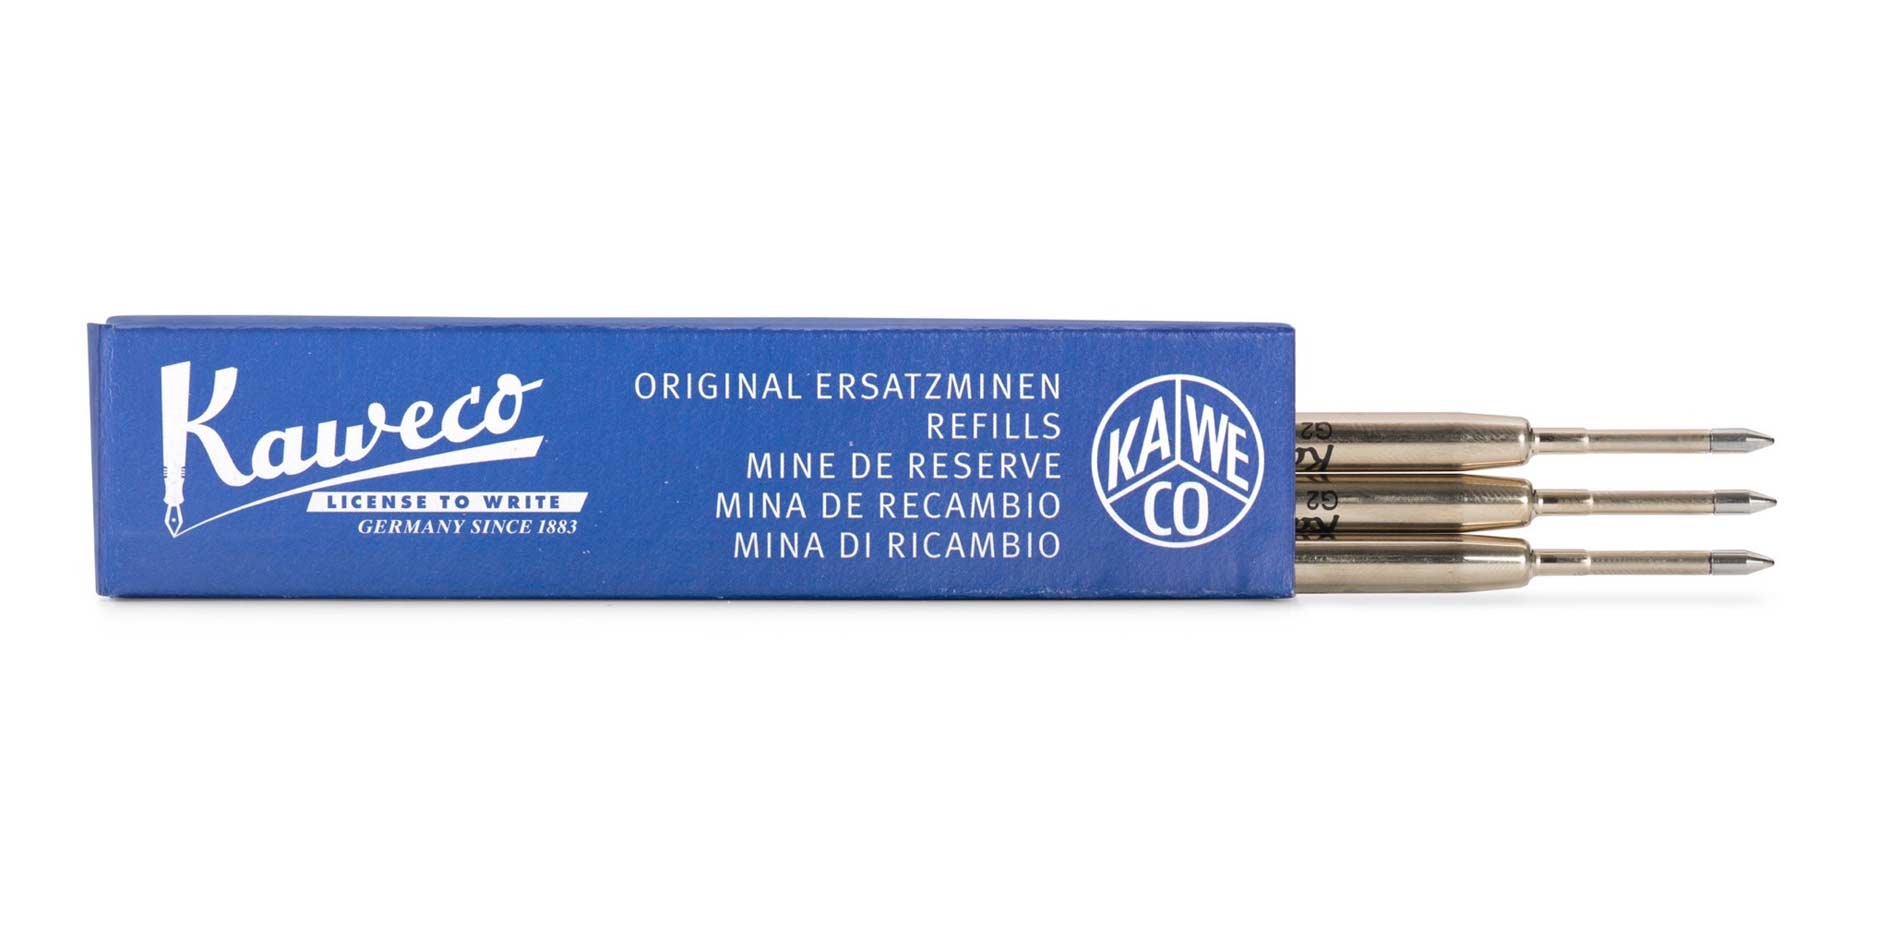 Kaweco
LICENSE TO WRITE
GERMANY SINCE 1883
ORIGINAL ERSATZMINEN
REFILLS
MINE DE RESERVE
MINA DE RECAMBIO
MINA DI RICAMBIO
KA WE
CO
G2
G2